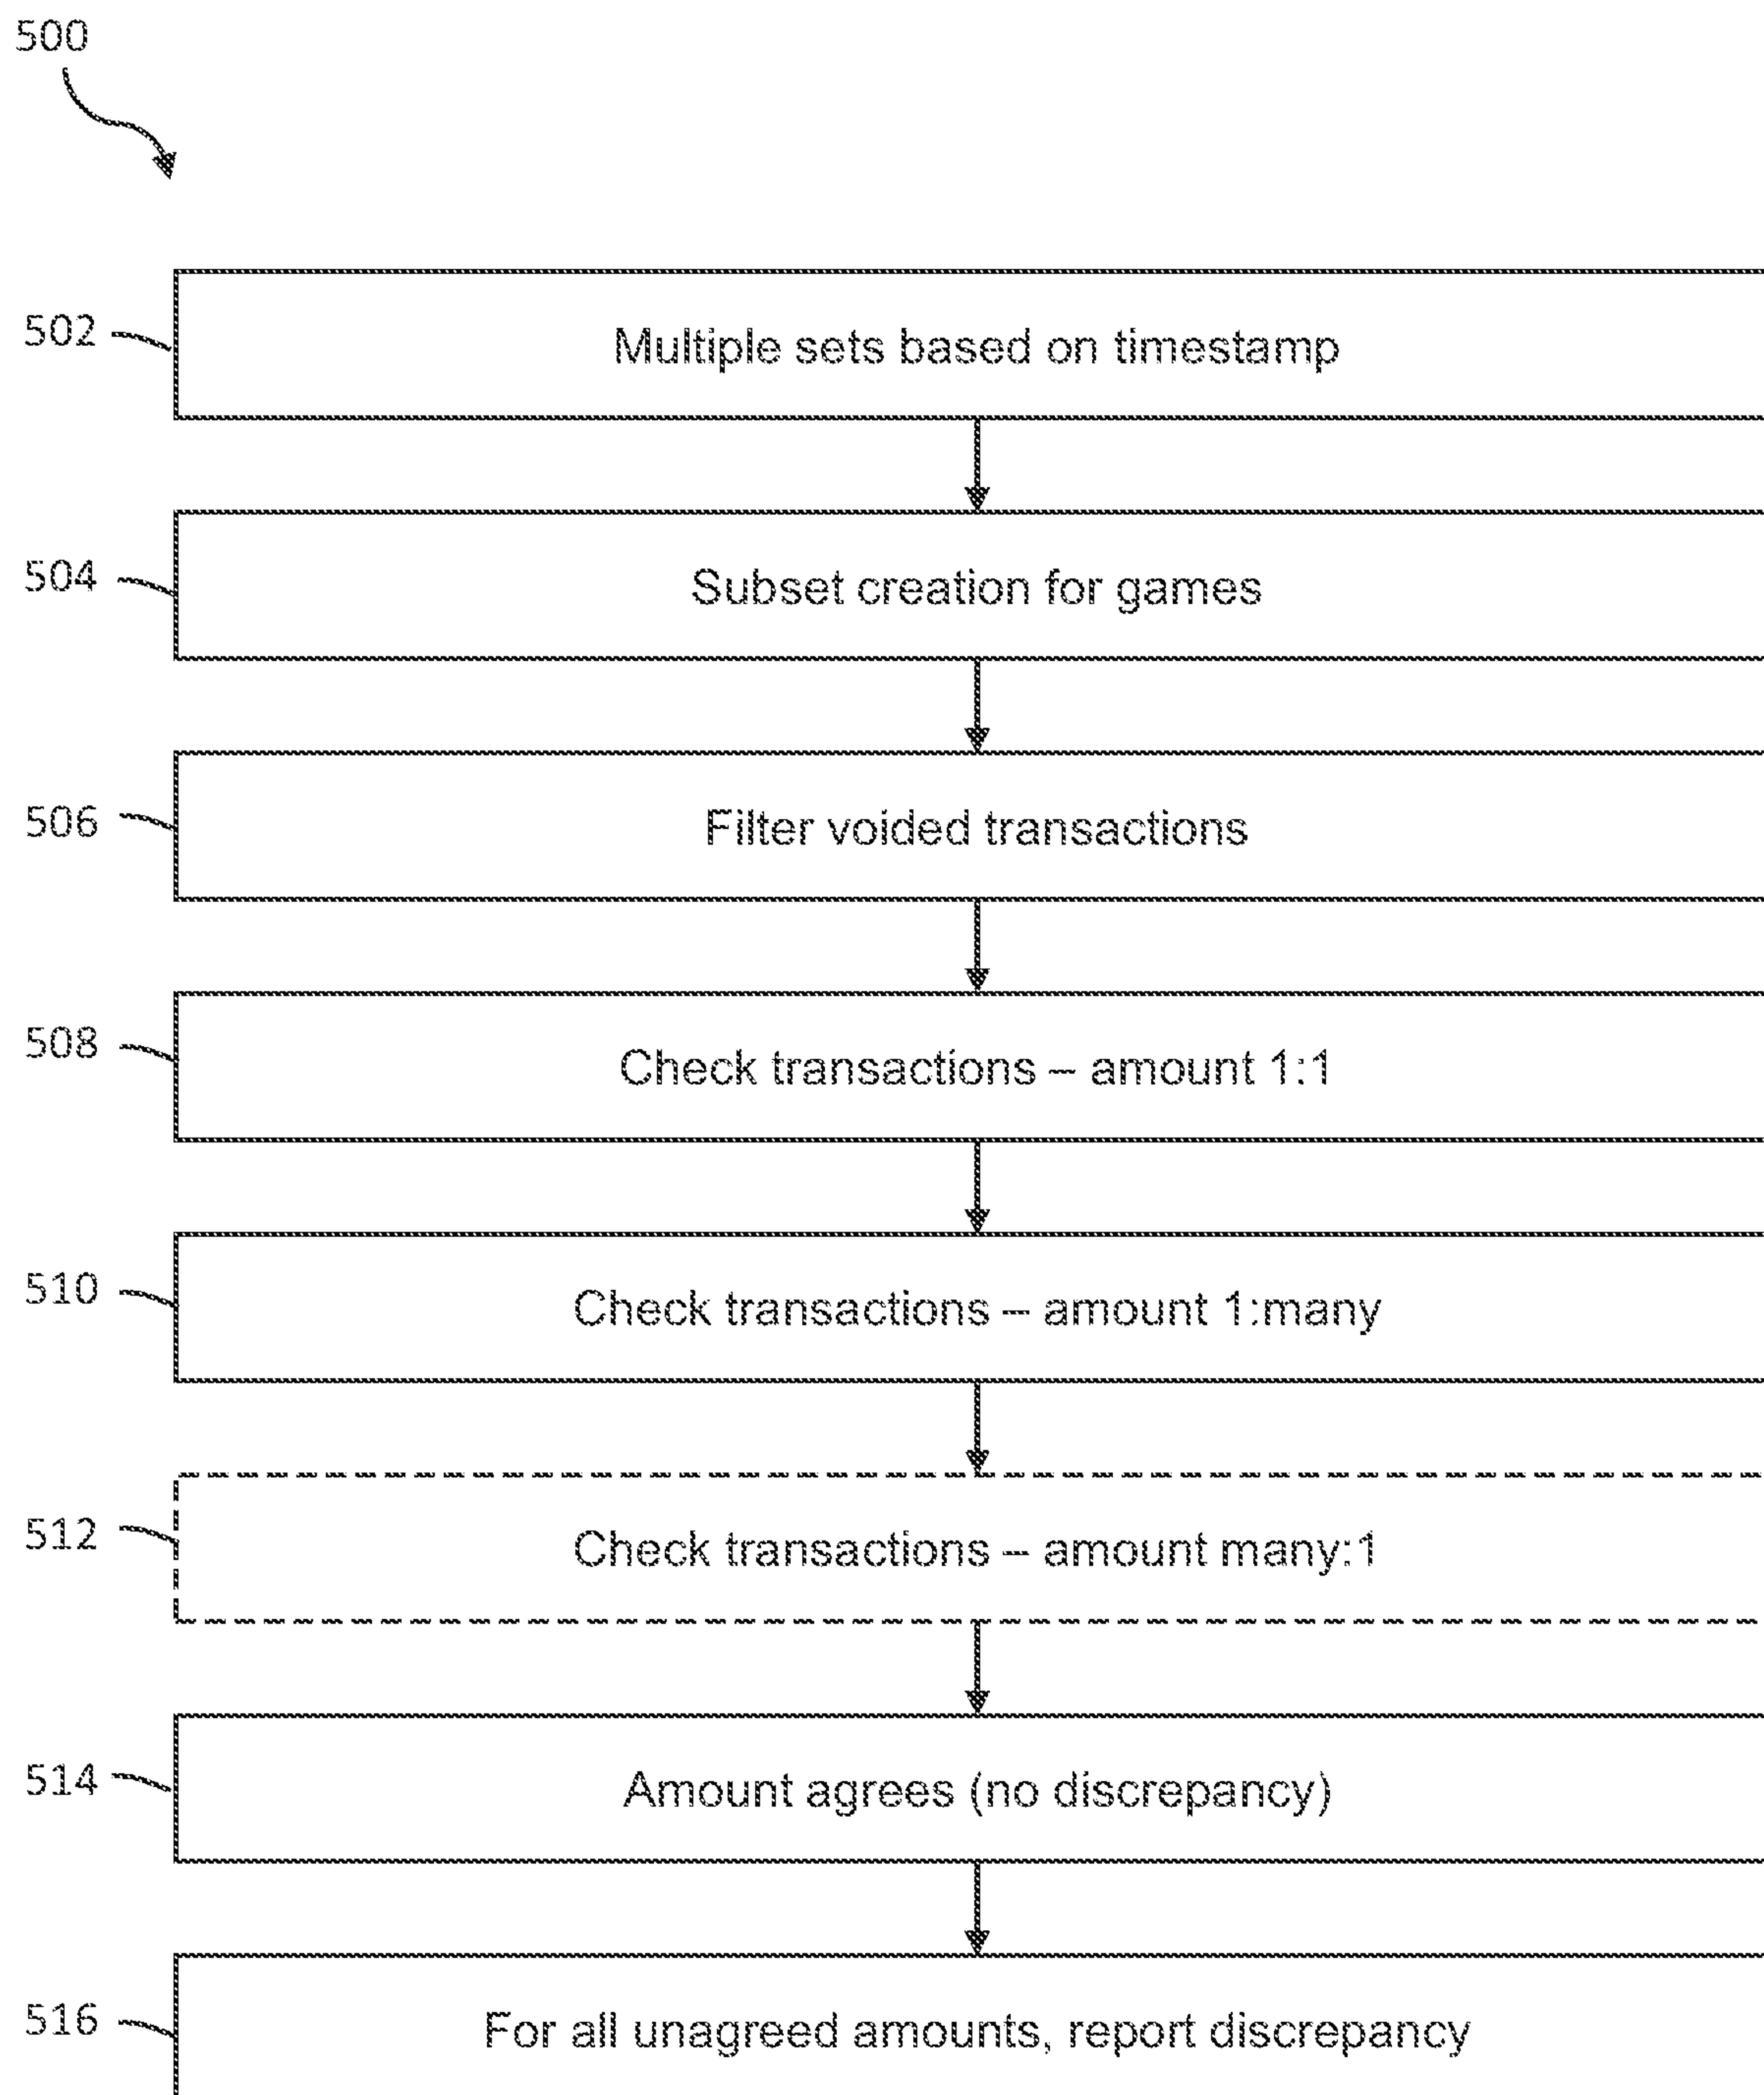 500
502
Multiple sets based on timestamp
504
Subset creation for games
506
Filter voided transactions
508
Check transactions – amount 1:1
510
Check transactions – amount 1:many
512
Check transactions – amount many:1
514
Amount agrees (no discrepancy)
516
For all unagreed amounts, report discrepancy